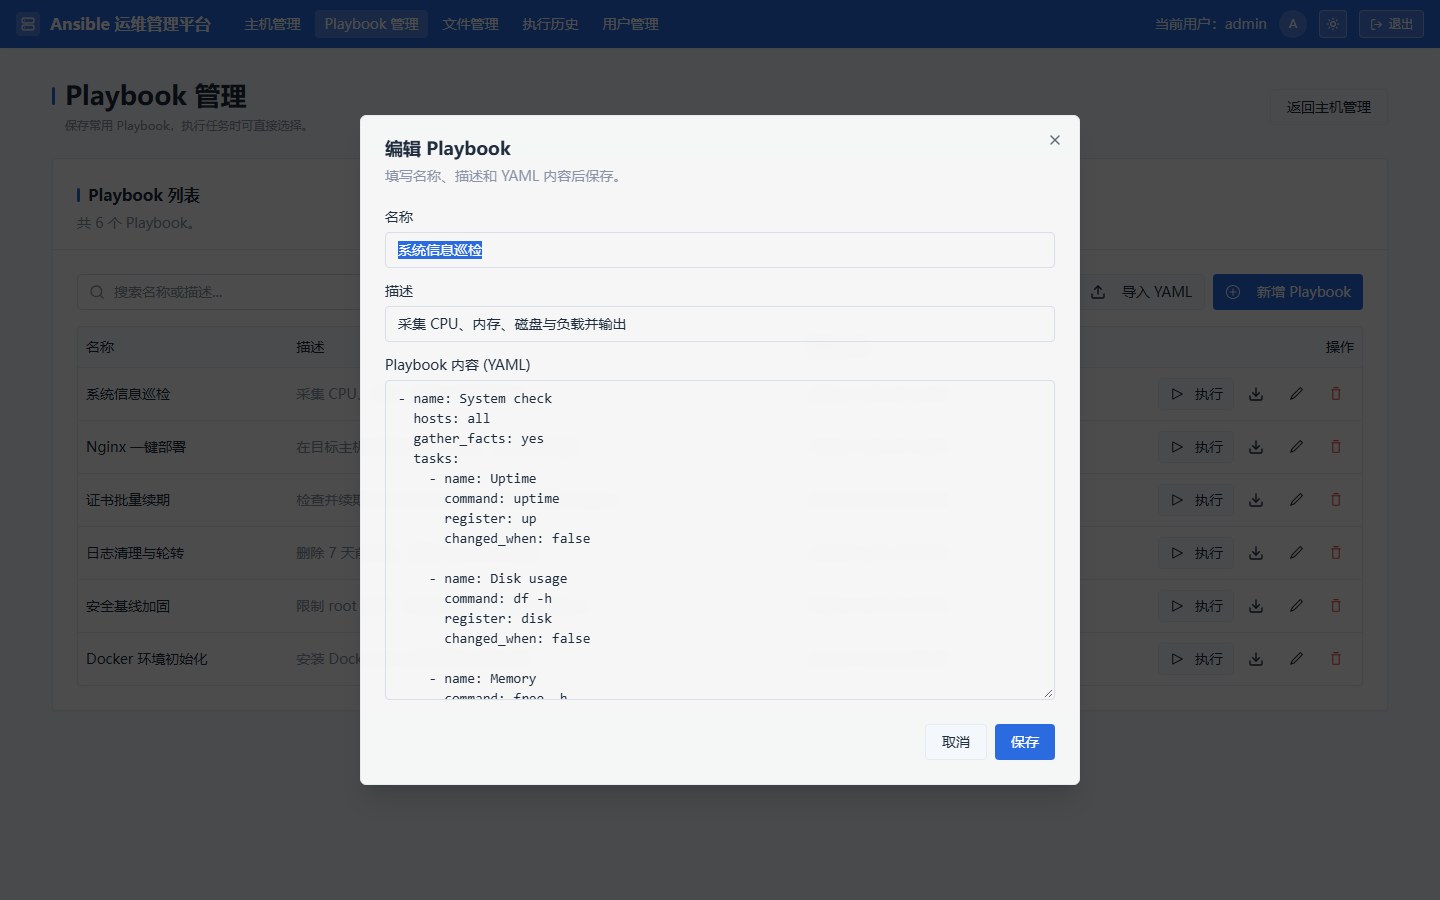 Ansible 运维管理平台 主机管理 Playbook 管理 文件管理 执行历史 用户管理 当前用户：admin A 退出
Playbook 管理
保存常用 Playbook，执行任务时可直接选择。
返回主机管理
Playbook 列表
共 6 个 Playbook。
搜索名称或描述...
导入 YAML
新增 Playbook
名称 描述 操作
系统信息巡检 采集 CPU、 执行
Nginx 一键部署 在目标主机 执行
证书批量续期 检查并续期 执行
日志清理与轮转 删除 7 天前 执行
安全基线加固 限制 root 执行
Docker 环境初始化 安装 Dock 执行
编辑 Playbook
填写名称、描述和 YAML 内容后保存。
名称
系统信息巡检
描述
采集 CPU、内存、磁盘与负载并输出
Playbook 内容 (YAML)
- name: System check
  hosts: all
  gather_facts: yes
  tasks:
    - name: Uptime
      command: uptime
      register: up
      changed_when: false
    - name: Disk usage
      command: df -h
      register: disk
      changed_when: false
    - name: Memory
      command: free -h
取消
保存